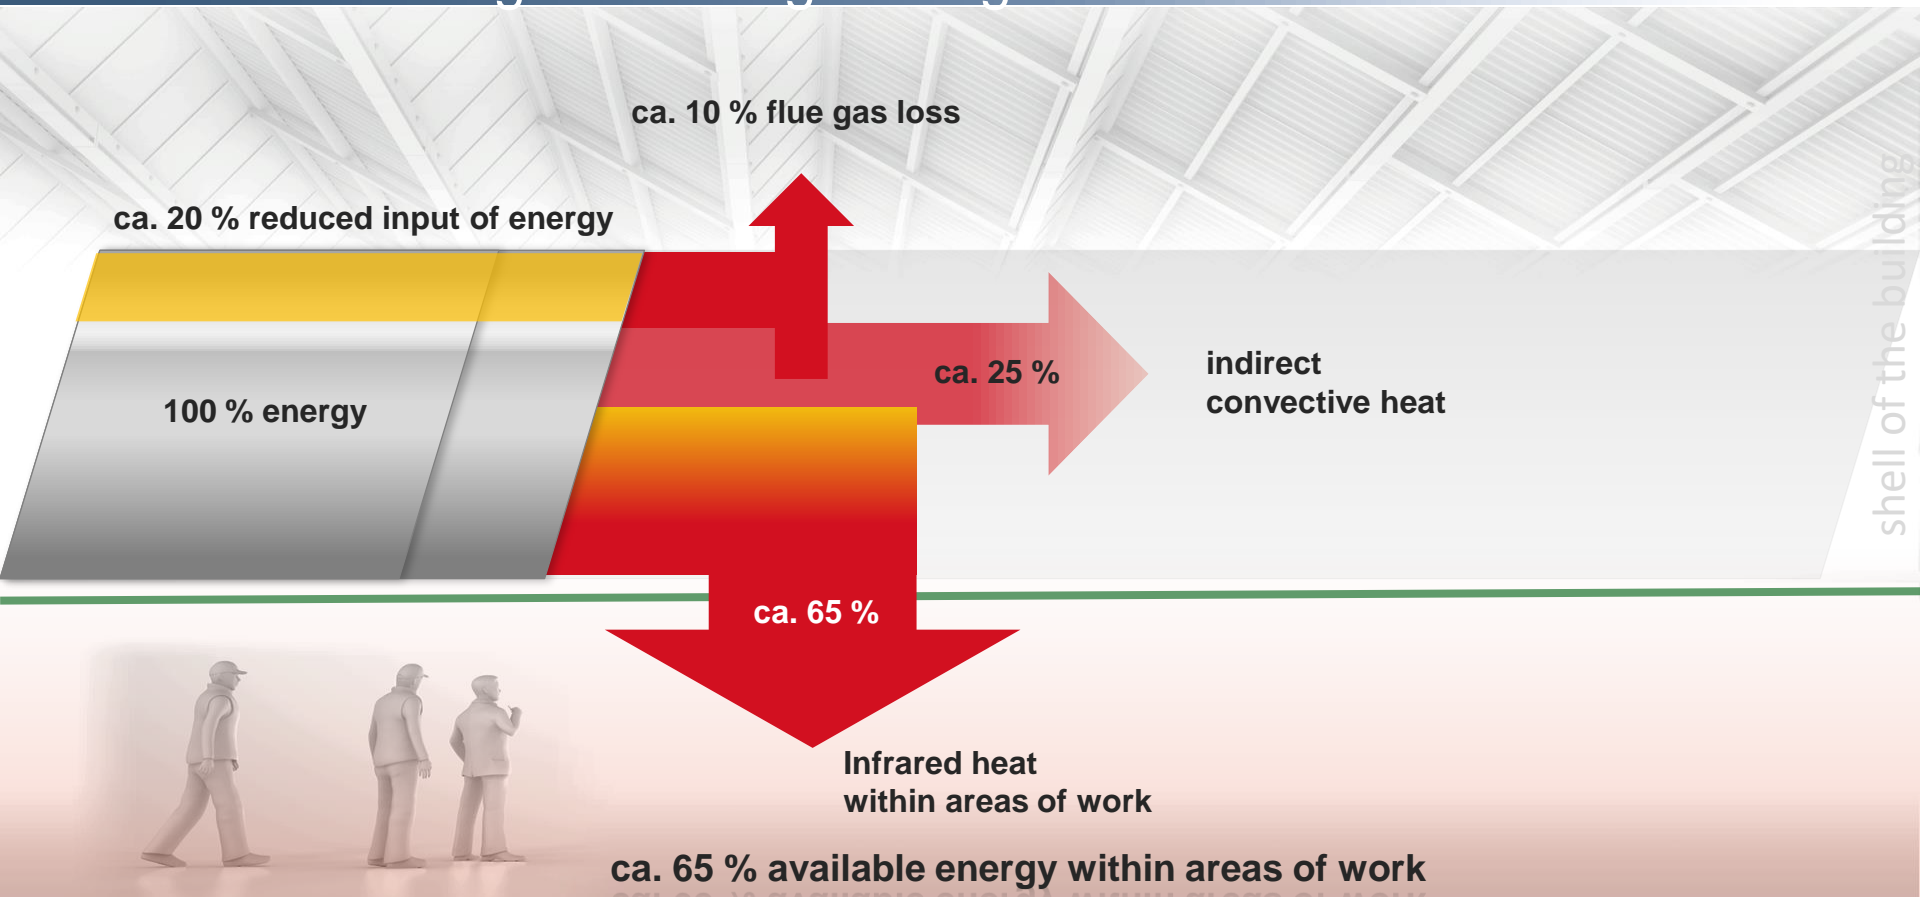 ca. 10 % flue gas loss
ca. 20 % reduced input of energy
shell of the building
ca. 25 %
indirect
convective heat
100 % energy
ca. 65 %
Infrared heat
within areas of work
ca. 65 % available energy within areas of work